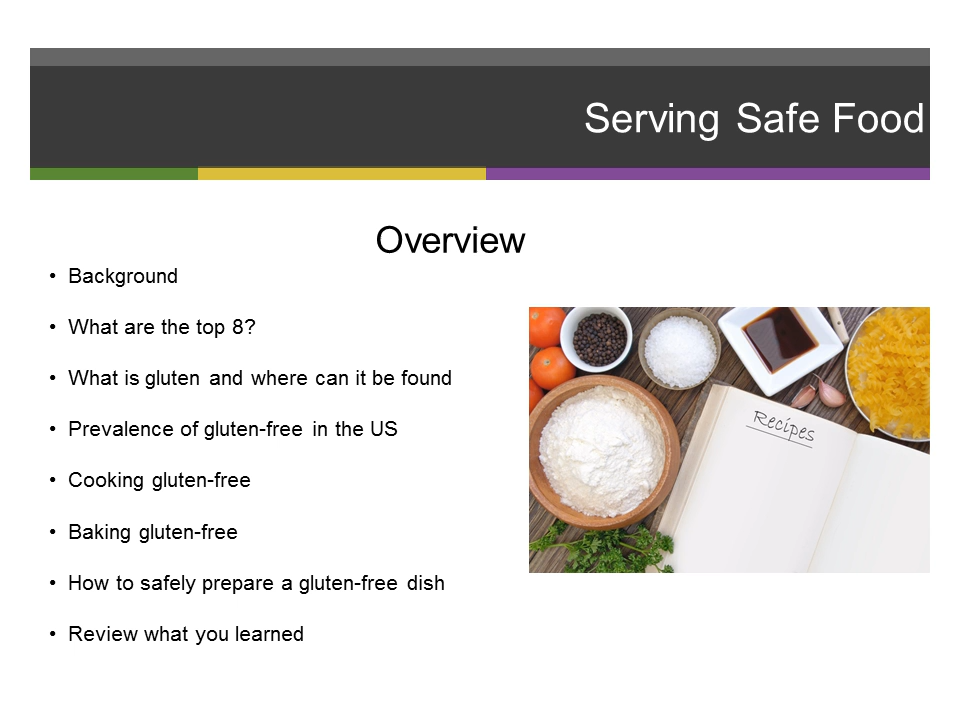 Serving Safe Food
Overview
• Background
• What are the top 8?
• What is gluten and where can it be found
• Prevalence of gluten-free in the US
• Cooking gluten-free
• Baking gluten-free
• How to safely prepare a gluten-free dish
• Review what you learned
Recipes